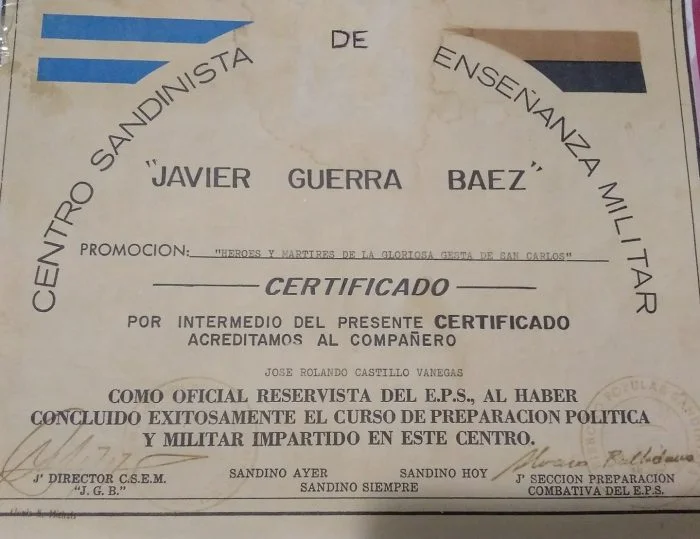 CENTRO SANDINISTA DE ENSEÑANZA MILITAR
"JAVIER GUERRA BAEZ"
PROMOCION: "HEROES Y MARTIRES DE LA GLORIOSA GESTA DE SAN CARLOS"
CERTIFICADO
POR INTERMEDIO DEL PRESENTE CERTIFICADO
ACREDITAMOS AL COMPAÑERO
JOSE ROLANDO CASTILLO VANEGAS
COMO OFICIAL RESERVISTA DEL E.P.S., AL HABER
CONCLUIDO EXITOSAMENTE EL CURSO DE PREPARACION POLITICA
Y MILITAR IMPARTIDO EN ESTE CENTRO.
J' DIRECTOR C.S.E.M.
"J. G. B."
SANDINO AYER SANDINO HOY
SANDINO SIEMPRE
J' SECCION PREPARACION
COMBATIVA DEL E.P.S.